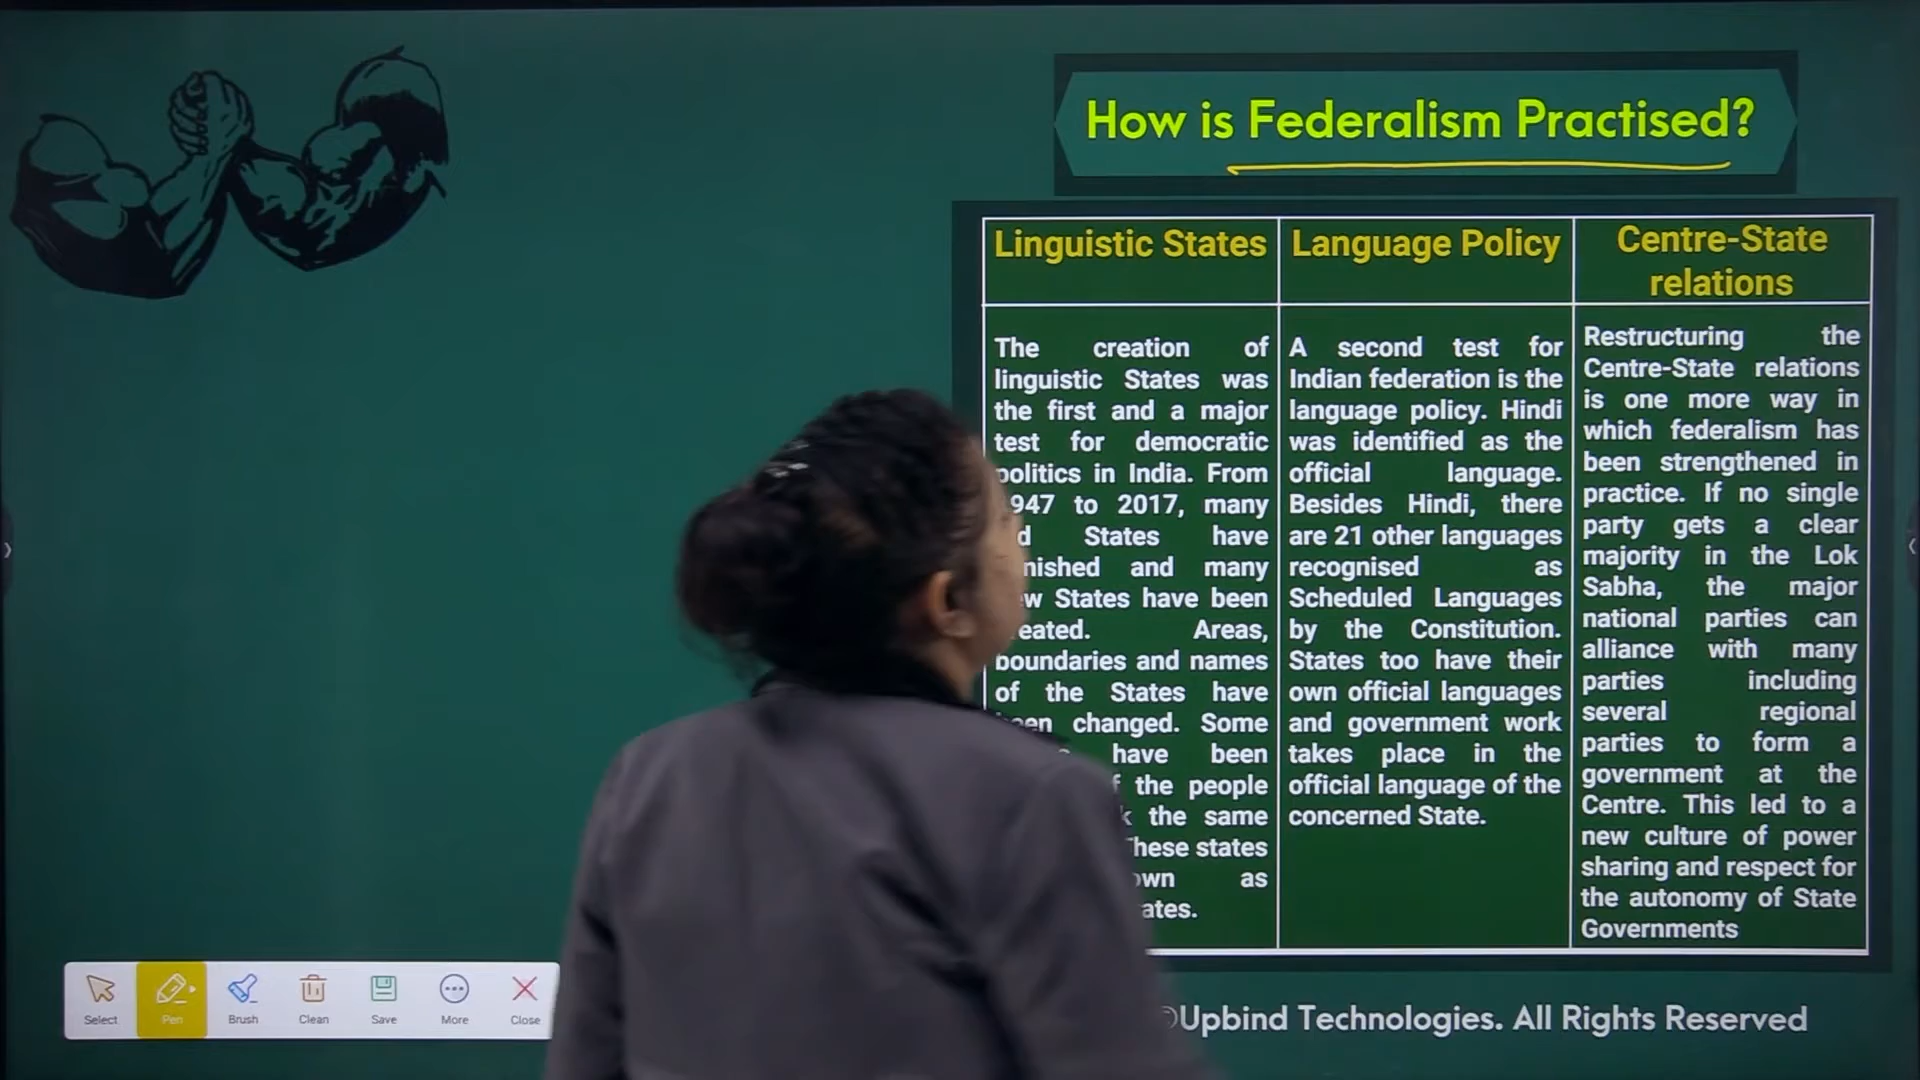 How is Federalism Practised?
Linguistic States
Language Policy
Centre-State
relations
The creation of
linguistic States was
the first and a major
test for democratic
politics in India. From
947 to 2017, many
States have
and many
States have been
Areas,
boundaries and names
of the States have
changed. Some
have been
the people
the same
These states
as
A second test for
Indian federation is the
language policy. Hindi
was identified as the
official language.
Besides Hindi, there
are 21 other languages
recognised as
Scheduled Languages
by the Constitution.
States too have their
own official languages
and government work
takes place in the
official language of the
concerned State.
Restructuring the
Centre-State relations
is one more way in
which federalism has
been strengthened in
practice. If no single
party gets a clear
majority in the Lok
Sabha, the major
national parties can
alliance with many
parties including
several regional
parties to form a
government at the
Centre. This led to a
new culture of power
sharing and respect for
the autonomy of State
Governments
Select
Pen
Brush
Clean
Save
More
Close
©Upbind Technologies. All Rights Reserved